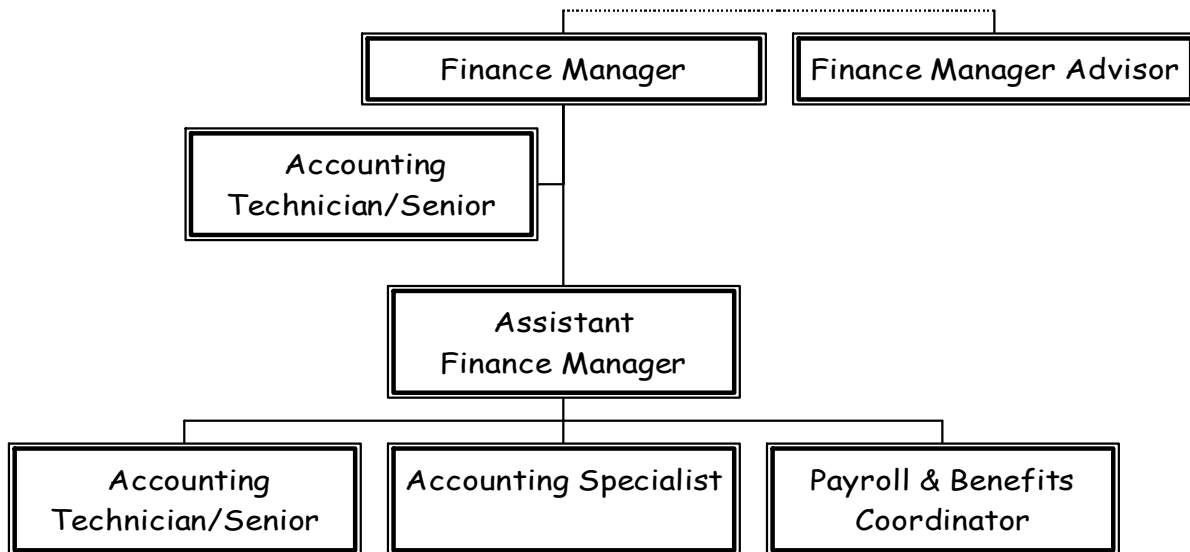 Finance Manager
Finance Manager Advisor
Accounting
Technician/Senior
Assistant
Finance Manager
Accounting
Technician/Senior
Accounting Specialist
Payroll & Benefits
Coordinator